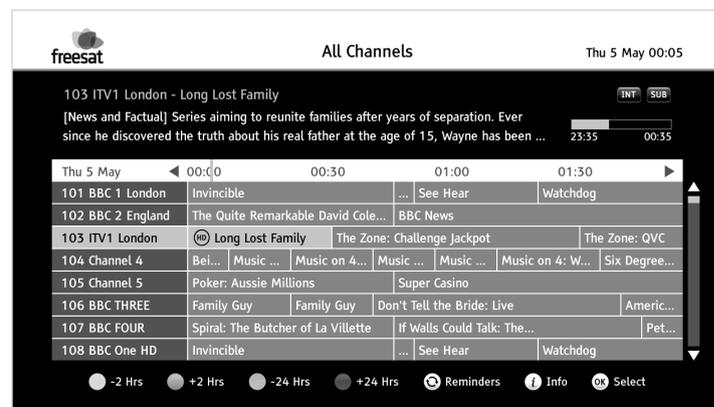 freesat
All Channels
Thu 5 May 00:05
103 ITV1 London - Long Lost Family
INT SUB
[News and Factual] Series aiming to reunite families after years of separation. Ever
since he discovered the truth about his real father at the age of 15, Wayne has been ...
23:35 00:35
Thu 5 May 00:00 00:30 01:00 01:30
101 BBC 1 London Invincible ... See Hear Watchdog
102 BBC 2 England The Quite Remarkable David Cole... BBC News
103 ITV1 London HD Long Lost Family The Zone: Challenge Jackpot The Zone: QVC
104 Channel 4 Bei... Music ... Music on 4... Music ... Music ... Music on 4: W... Six Degree...
105 Channel 5 Poker: Aussie Millions Super Casino
106 BBC THREE Family Guy Family Guy Don't Tell the Bride: Live Americ...
107 BBC FOUR Spiral: The Butcher of La Villette If Walls Could Talk: The... Pet...
108 BBC One HD Invincible ... See Hear Watchdog
-2 Hrs +2 Hrs -24 Hrs +24 Hrs Reminders i Info OK Select